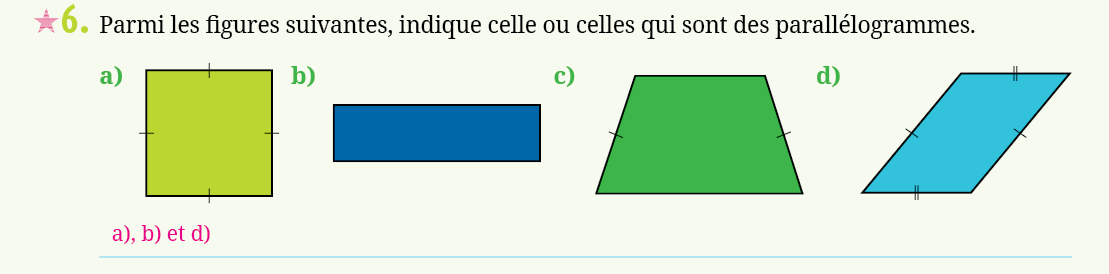 6. Parmi les figures suivantes, indique celle ou celles qui sont des parallélogrammes.
a) b) c) d)
a), b) et d)